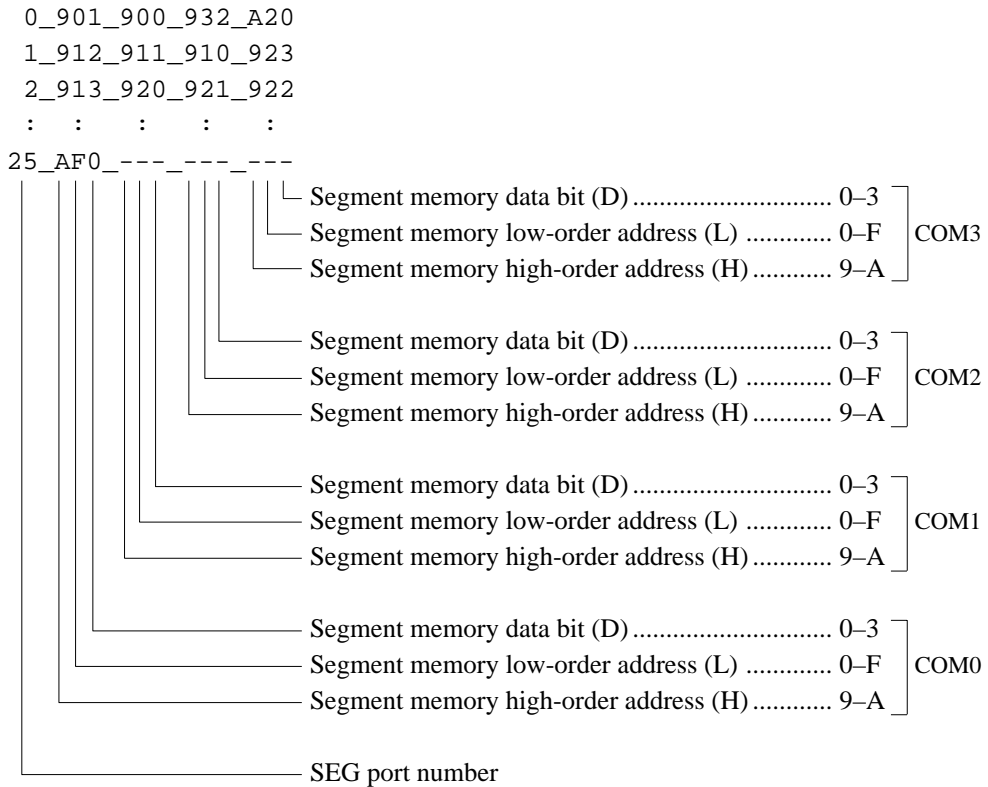 0_901_900_932_A20
1_912_911_910_923
2_913_920_921_922
: : : : :
25_AF0_---_---_---
Segment memory data bit (D) .............................. 0–3
Segment memory low-order address (L) ............. 0–F COM3
Segment memory high-order address (H) ............ 9–A
Segment memory data bit (D) .............................. 0–3
Segment memory low-order address (L) ............. 0–F COM2
Segment memory high-order address (H) ............ 9–A
Segment memory data bit (D) .............................. 0–3
Segment memory low-order address (L) ............. 0–F COM1
Segment memory high-order address (H) ............ 9–A
Segment memory data bit (D) .............................. 0–3
Segment memory low-order address (L) ............. 0–F COM0
Segment memory high-order address (H) ............ 9–A
SEG port number